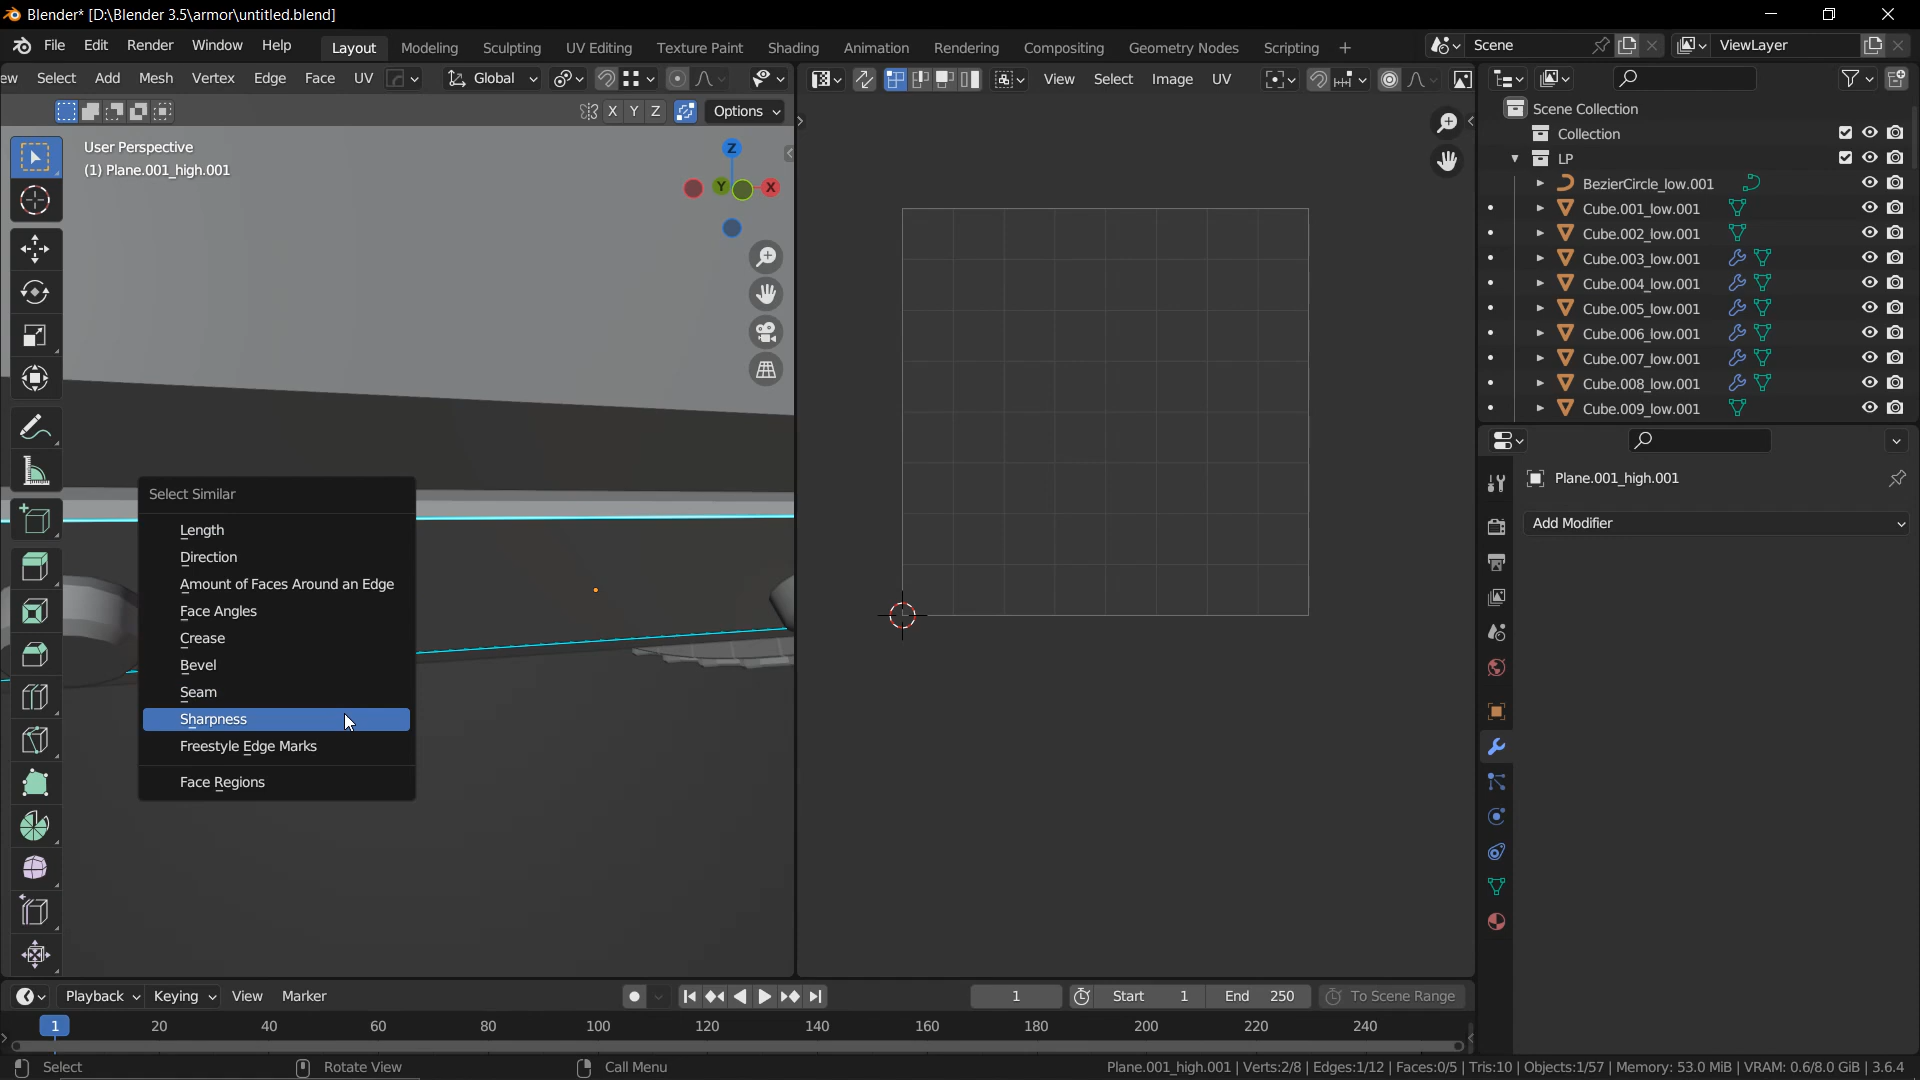 Blender* [D:\Blender 3.5\armor\untitled.blend]
File Edit Render Window Help
Layout Modeling Sculpting UV Editing Texture Paint Shading Animation Rendering Compositing Geometry Nodes Scripting +
Scene
ViewLayer
ew Select Add Mesh Vertex Edge Face UV
Global
View Select Image UV
X Y Z
Options
User Perspective
(1) Plane.001_high.001
Z
Y
X
Select Similar
Length
Direction
Amount of Faces Around an Edge
Face Angles
Crease
Bevel
Seam
Sharpness
Freestyle Edge Marks
Face Regions
Scene Collection
Collection
LP
BezierCircle_low.001
Cube.001_low.001
Cube.002_low.001
Cube.003_low.001
Cube.004_low.001
Cube.005_low.001
Cube.006_low.001
Cube.007_low.001
Cube.008_low.001
Cube.009_low.001
Plane.001_high.001
Add Modifier
Playback Keying View Marker
1
Start 1
End 250
To Scene Range
1 20 40 60 80 100 120 140 160 180 200 220 240
Select
Rotate View
Call Menu
Plane.001_high.001 | Verts:2/8 | Edges:1/12 | Faces:0/5 | Tris:10 | Objects:1/57 | Memory: 53.0 MiB | VRAM: 0.6/8.0 GiB | 3.6.4